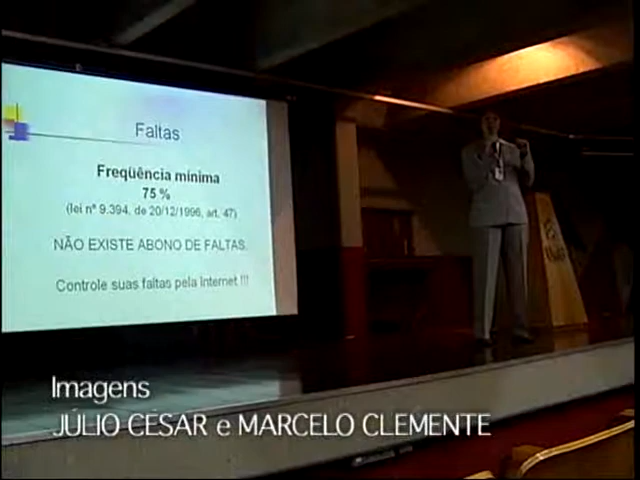 Faltas
Freqüência mínima
75 %
(lei nº 9.394, de 20/12/1996, art. 47)
NÃO EXISTE ABONO DE FALTAS.
Controle suas faltas pela Internet !!!
Imagens
JÚLIO CÉSAR e MARCELO CLEMENTE